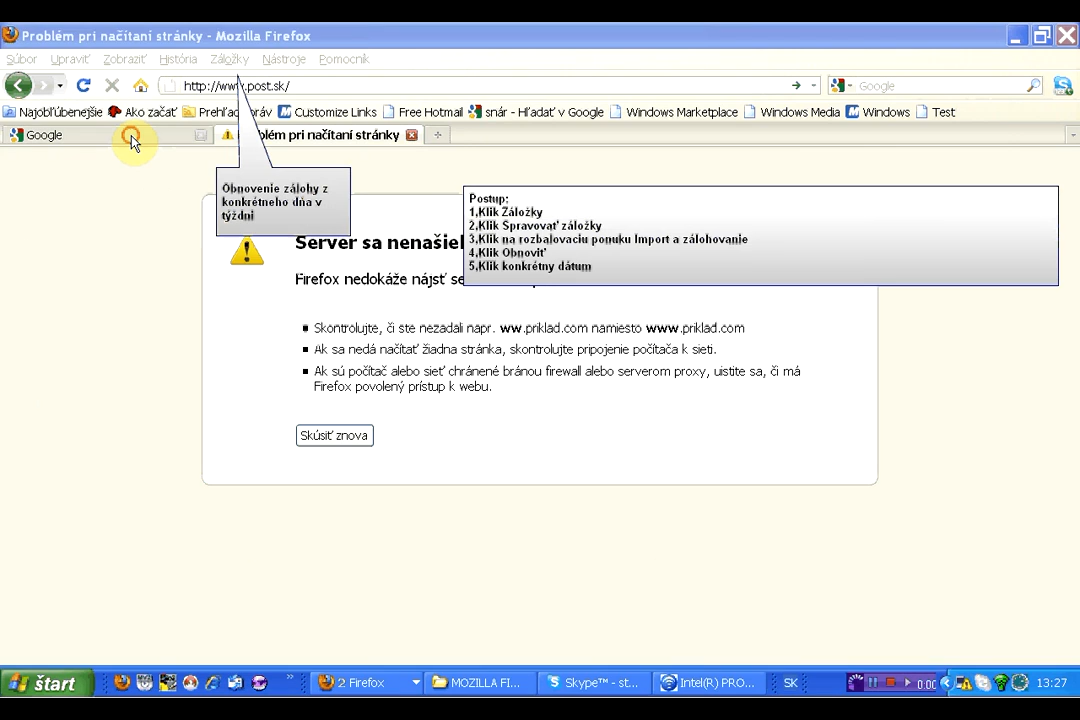 Problém pri načítaní stránky - Mozilla Firefox
Súbor Upraviť Zobraziť História Záložky Nástroje Pomocník
http://www.post.sk/ Google
Najobľúbenejšie Ako začať Prehľad správ Customize Links Free Hotmail snár - Hľadať v Google Windows Marketplace Windows Media Windows Test
Google blém pri načítaní stránky
Obnovenie zálohy z
konkrétneho dňa v
týždni
Postup:
1,Klik Záložky
2,Klik Spravovať záložky
3,Klik na rozbalovaciu ponuku Import a zálohovanie
4,Klik Obnoviť
5,Klik konkrétny dátum
Server sa nenašiel
Firefox nedokáže nájsť se
Skontrolujte, či ste nezadali napr. ww.priklad.com namiesto www.priklad.com
Ak sa nedá načítať žiadna stránka, skontrolujte pripojenie počítača k sieti.
Ak sú počítač alebo sieť chránené bránou firewall alebo serverom proxy, uistite sa, či má
Firefox povolený prístup k webu.
Skúsiť znova
štart 2 Firefox MOZILLA FI... Skype™ - st... Intel(R) PRO... SK 0:00 13:27